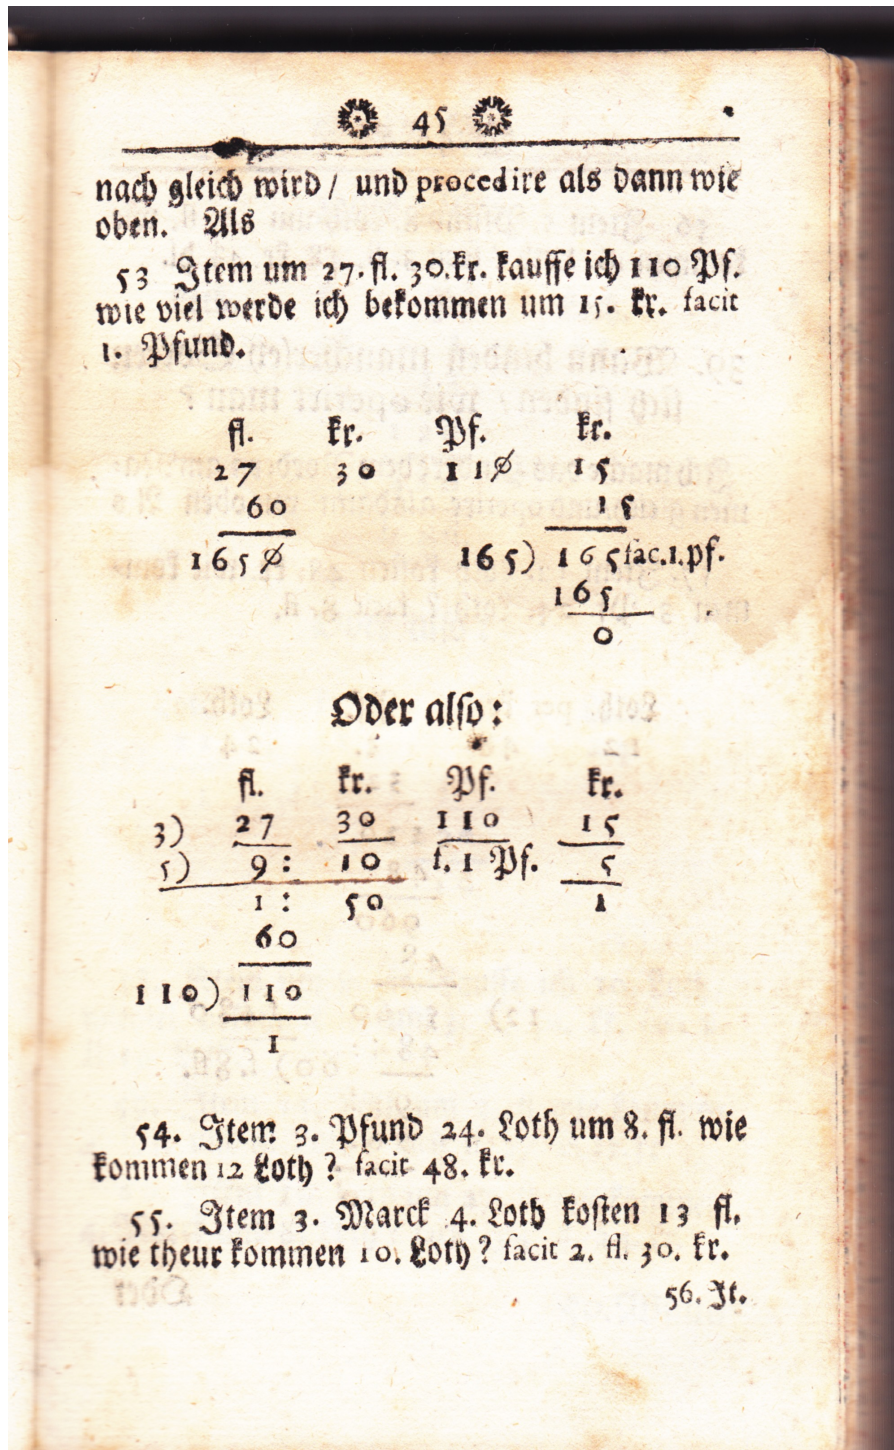 45
nach gleich wird / und procedire als dann wie
oben. Als
53 Item um 27. fl. 30. kr. kauffe ich 110 Pf.
wie viel werde ich bekommen um 15. kr. facit
1. Pfund.
fl. kr. Pf. kr.
27 30 110 15
60 15
1650 165) 165 fac. 1. pf.
165
0
Oder also:
fl. kr. Pf. kr.
3) 27 30 110 15
5) 9: 10 f. 1 Pf. 5
1: 50 1
60
110) 110
1
54. Item 3. Pfund 24. Loth um 8. fl. wie
kommen 12 Loth? facit 48. kr.
55. Item 3. Marck 4. Loth kosten 13 fl.
wie theur kommen 10. Loth? facit 2. fl. 30. kr.
56. It.